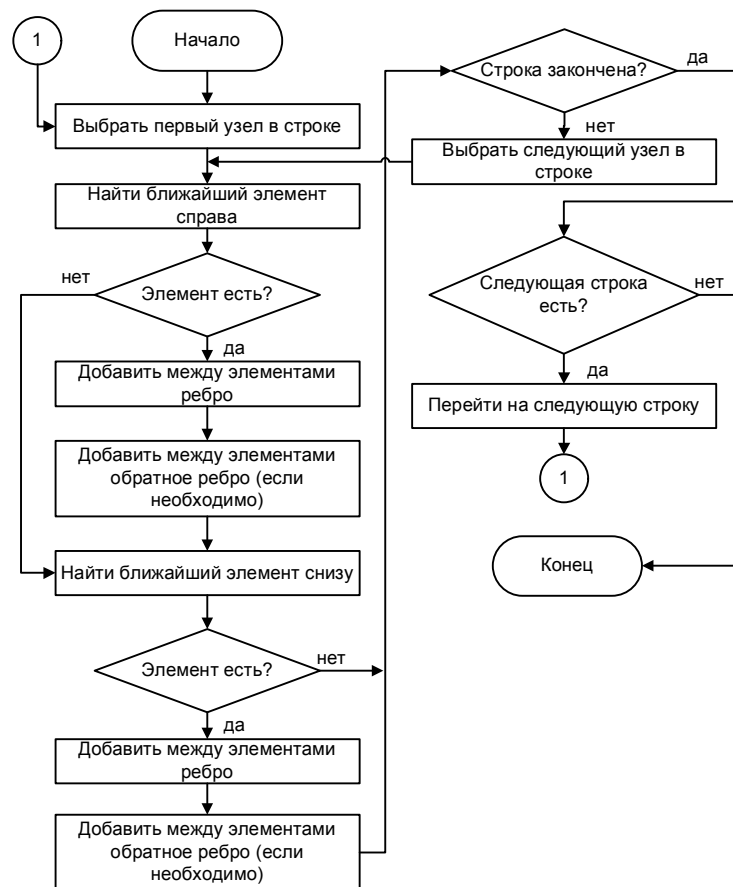 1
Начало
Выбрать первый узел в строке
Найти ближайший элемент
справа
нет
Элемент есть?
да
Добавить между элементами
ребро
Добавить между элементами
обратное ребро (если
необходимо)
Найти ближайший элемент снизу
Элемент есть?
нет
да
Добавить между элементами
ребро
Добавить между элементами
обратное ребро (если
необходимо)
Строка закончена?
да
нет
Выбрать следующий узел в
строке
Следующая строка
есть?
нет
да
Перейти на следующую строку
1
Конец